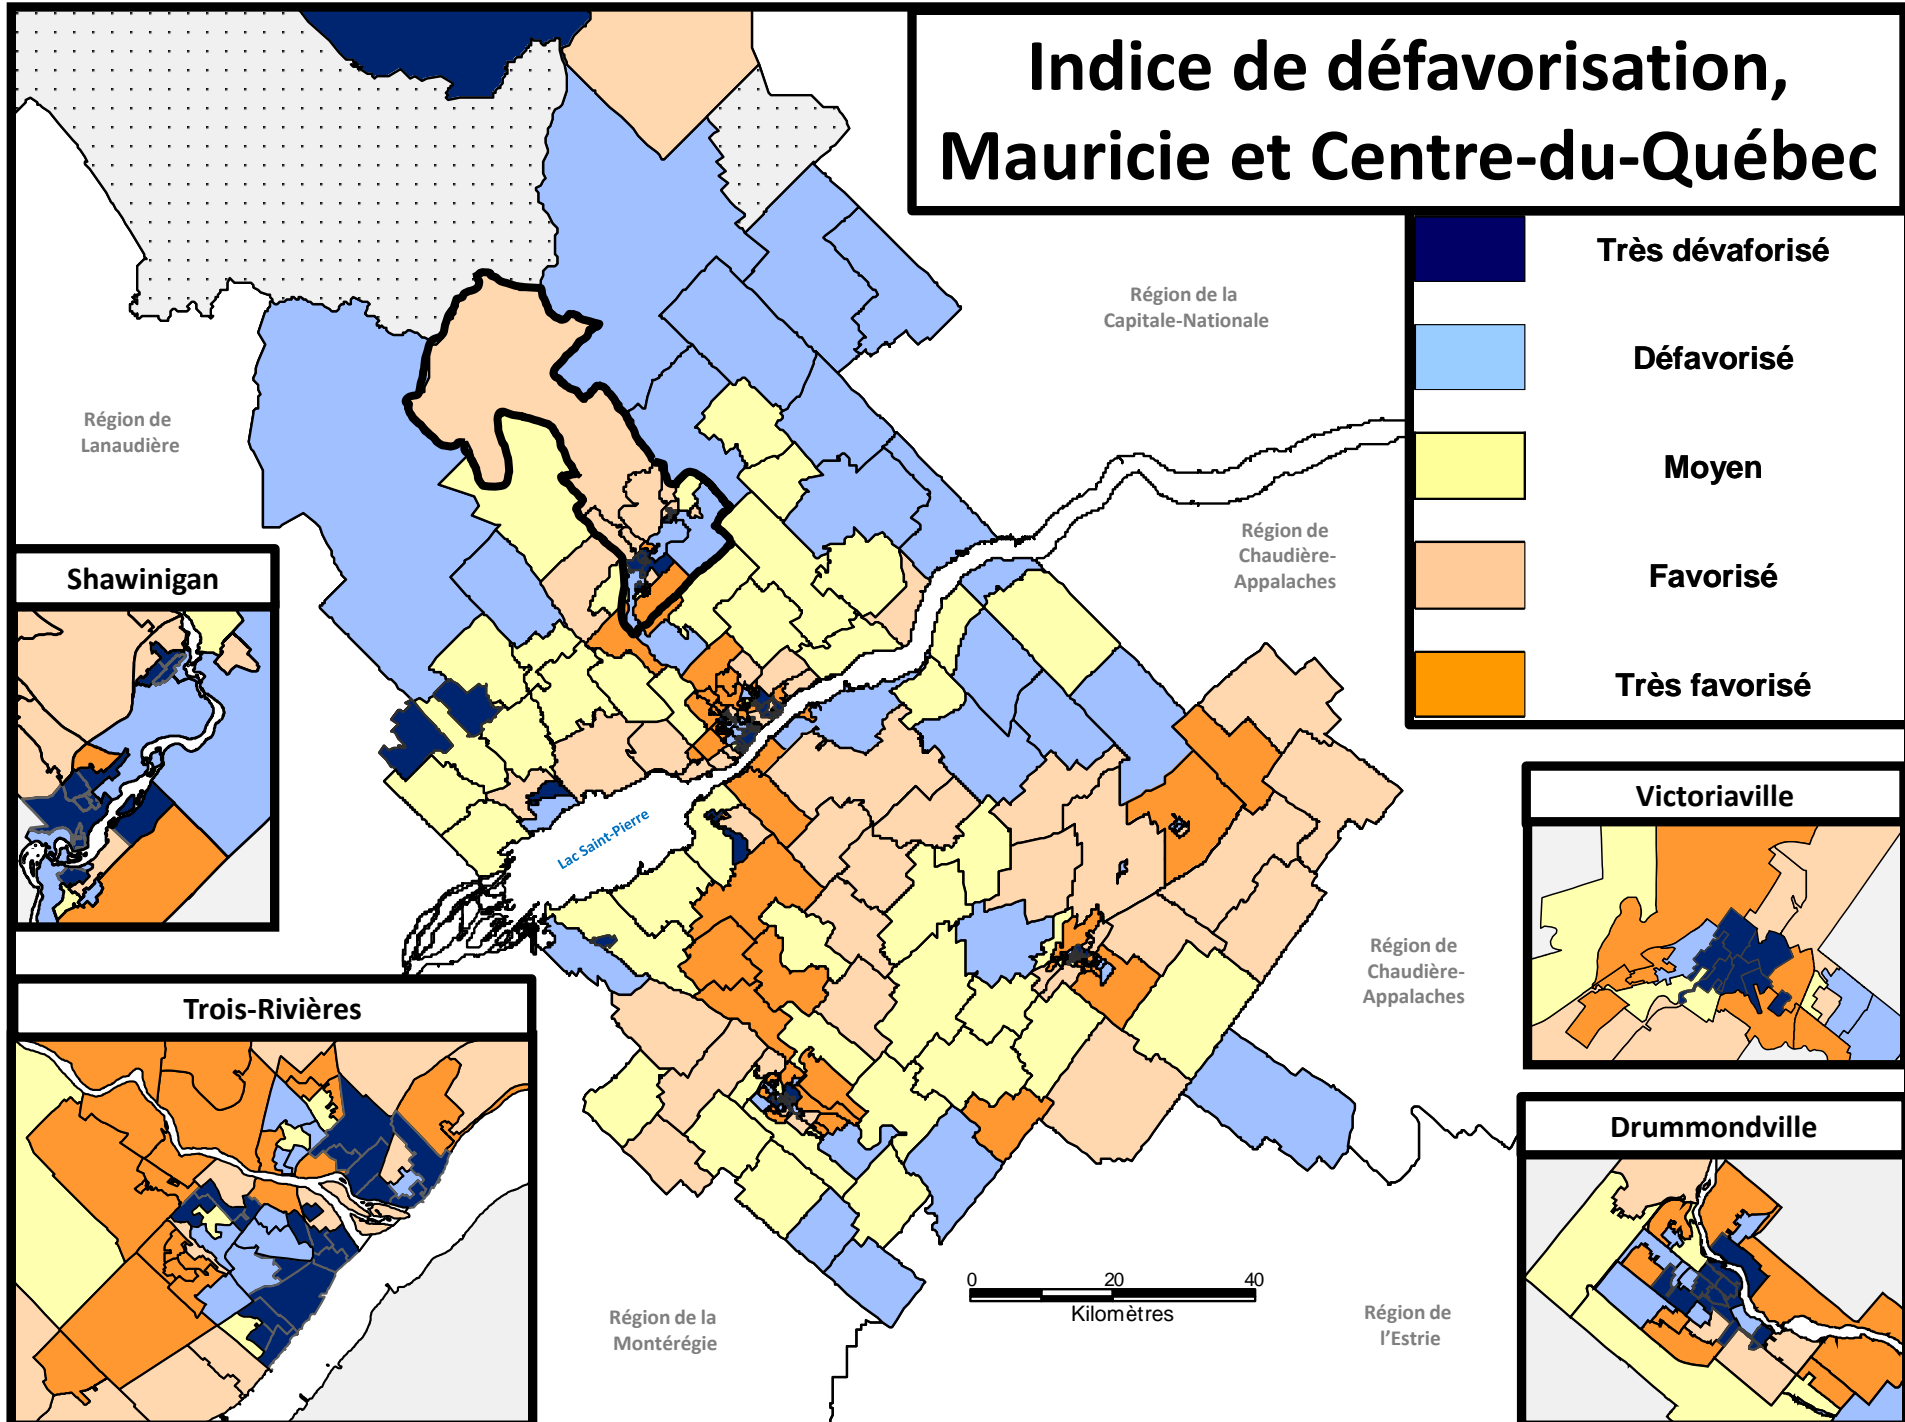 Indice de défavorisation,
Mauricie et Centre-du-Québec
Très dévaforisé
Défavorisé
Moyen
Favorisé
Très favorisé
Région de la
Capitale-Nationale
Région de
Lanaudière
Région de
Chaudière-
Appalaches
Shawinigan
Lac Saint-Pierre
Victoriaville
Région de
Chaudière-
Appalaches
Trois-Rivières
Drummondville
0 20 40
Kilomètres
Région de la
Montérégie
Région de
l'Estrie